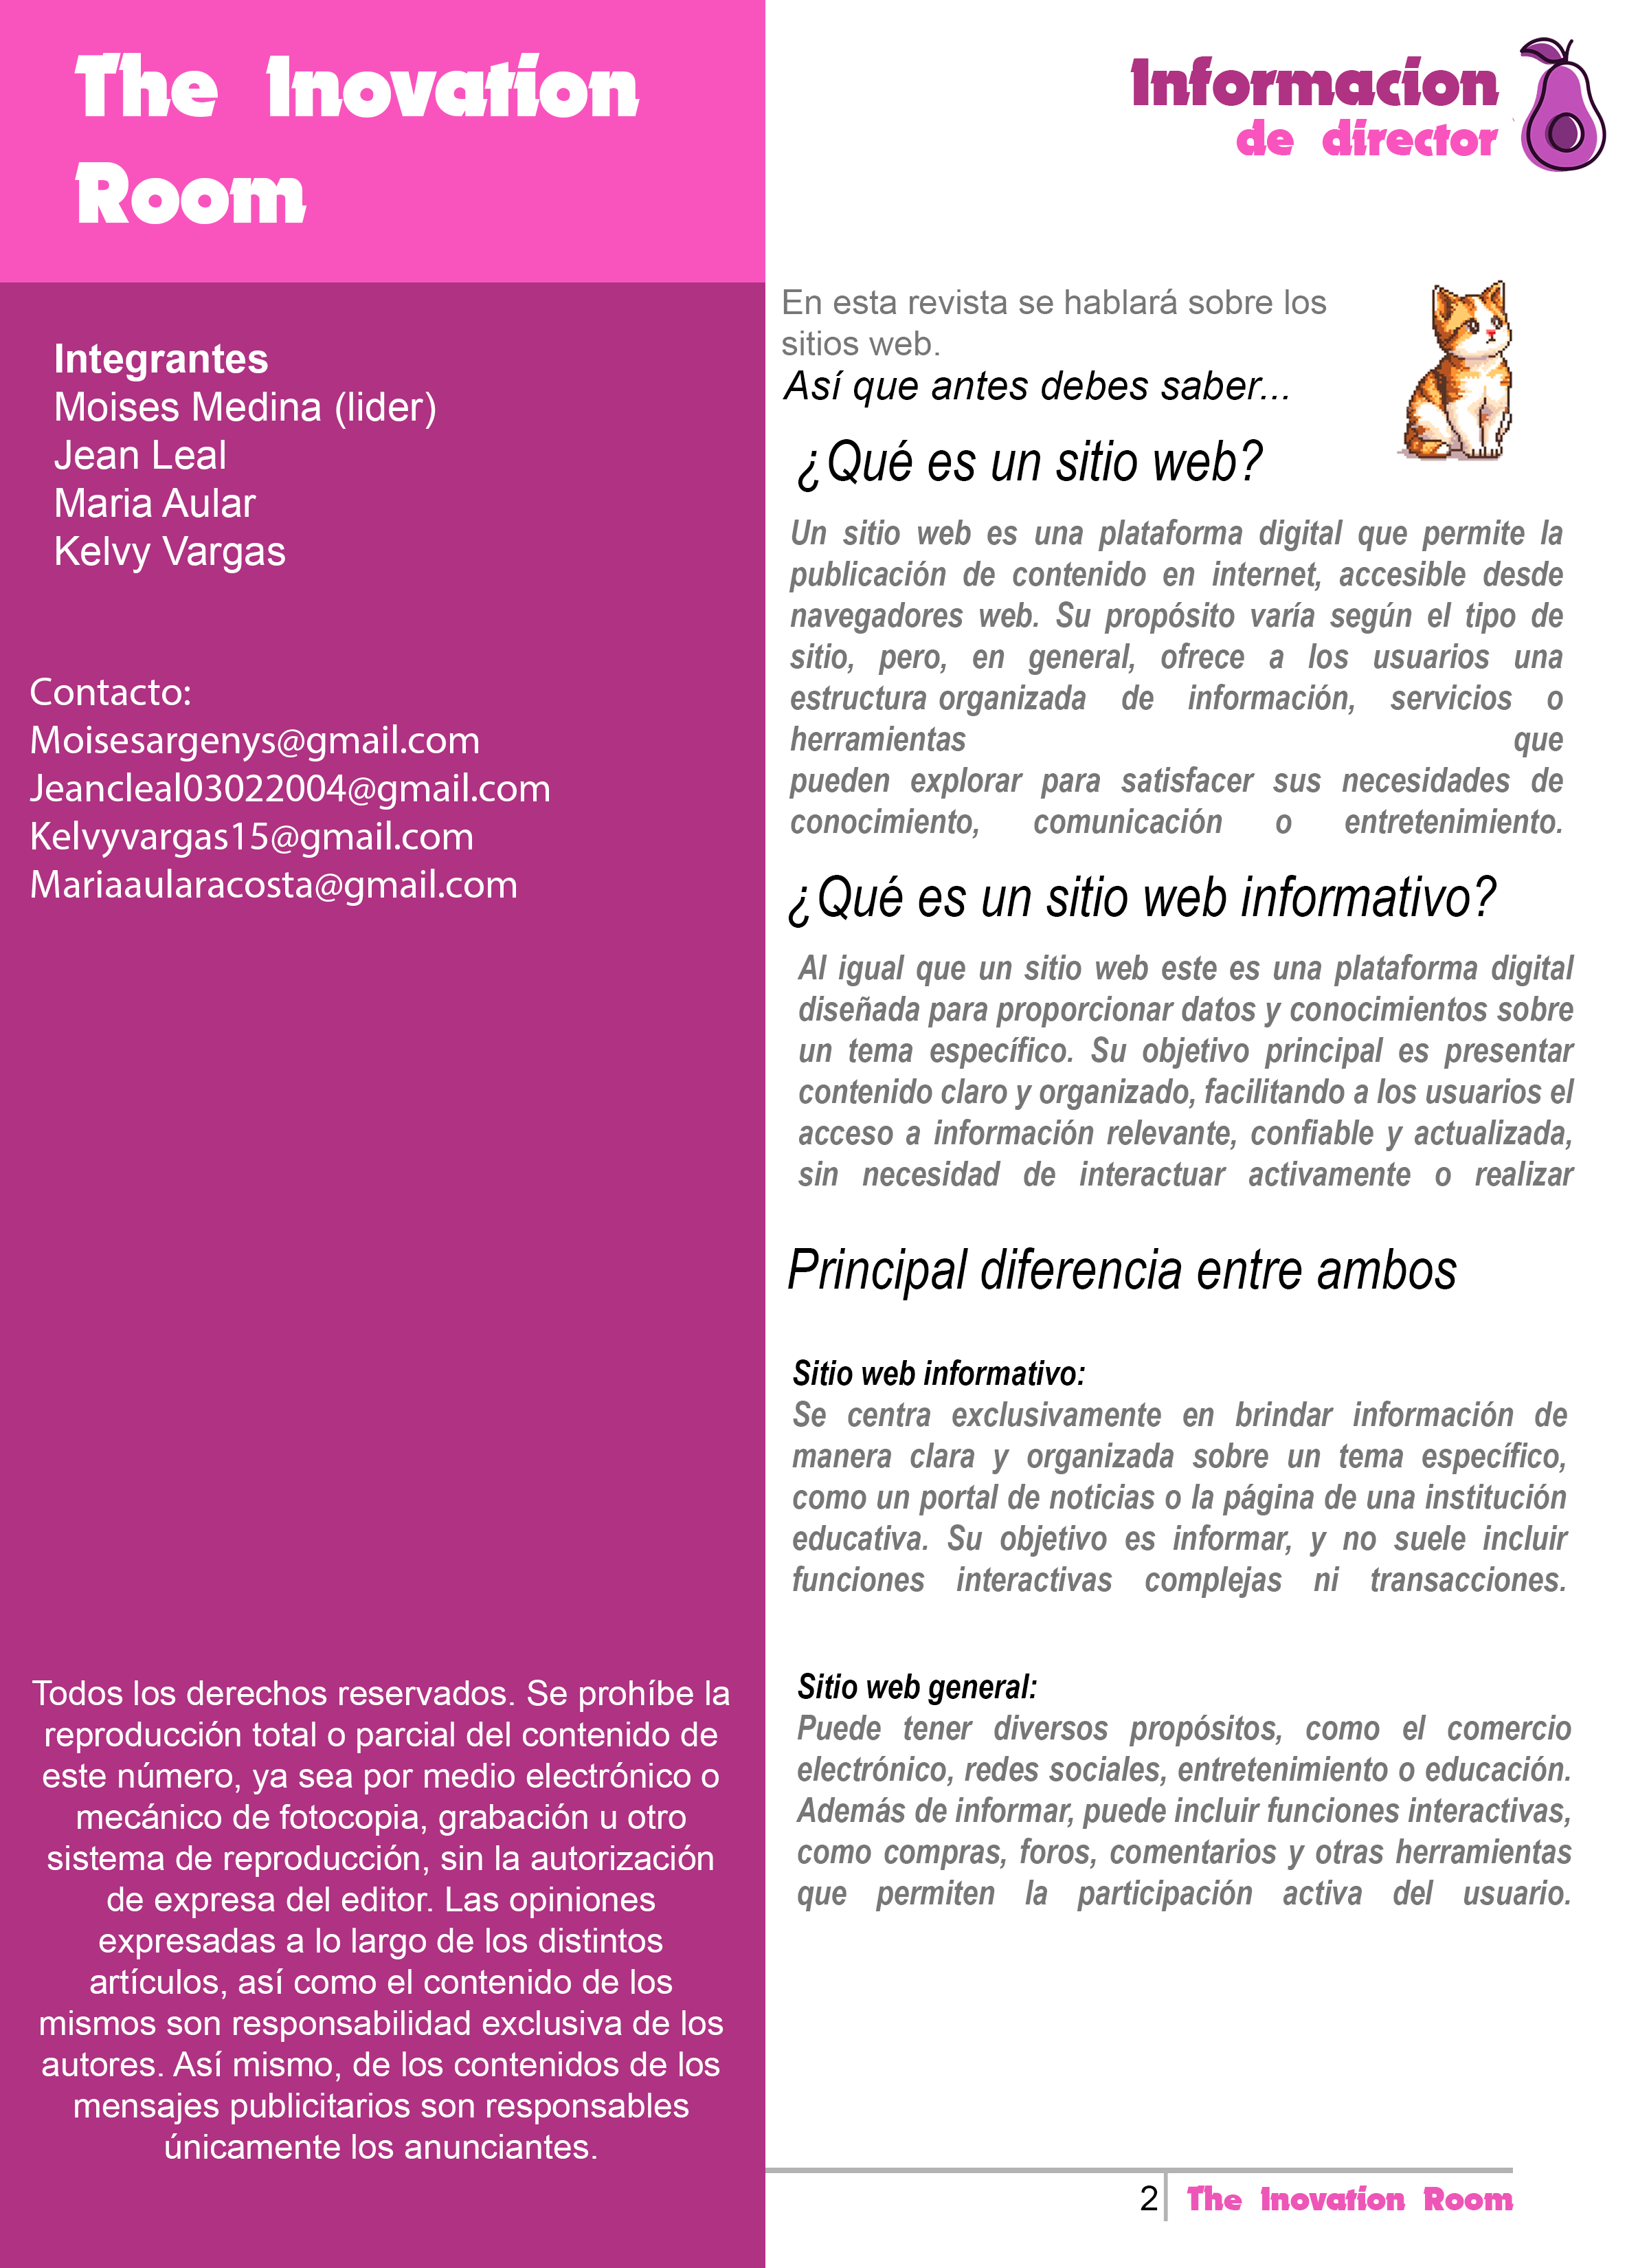 The Inovation
Room
Integrantes
Moises Medina (lider)
Jean Leal
Maria Aular
Kelvy Vargas
Contacto:
Moisesargenys@gmail.com
Jeancleal03022004@gmail.com
Kelvyvargas15@gmail.com
Mariaaularacosta@gmail.com
Todos los derechos reservados. Se prohíbe la
reproducción total o parcial del contenido de
este número, ya sea por medio electrónico o
mecánico de fotocopia, grabación u otro
sistema de reproducción, sin la autorización
de expresa del editor. Las opiniones
expresadas a lo largo de los distintos
artículos, así como el contenido de los
mismos son responsabilidad exclusiva de los
autores. Así mismo, de los contenidos de los
mensajes publicitarios son responsables
únicamente los anunciantes.
Informacion
de director
En esta revista se hablará sobre los
sitios web.
Así que antes debes saber...
¿Qué es un sitio web?
Un sitio web es una plataforma digital que permite la
publicación de contenido en internet, accesible desde
navegadores web. Su propósito varía según el tipo de
sitio, pero, en general, ofrece a los usuarios una
estructura organizada de información, servicios o
herramientas que
pueden explorar para satisfacer sus necesidades de
conocimiento, comunicación o entretenimiento.
¿Qué es un sitio web informativo?
Al igual que un sitio web este es una plataforma digital
diseñada para proporcionar datos y conocimientos sobre
un tema específico. Su objetivo principal es presentar
contenido claro y organizado, facilitando a los usuarios el
acceso a información relevante, confiable y actualizada,
sin necesidad de interactuar activamente o realizar
Principal diferencia entre ambos
Sitio web informativo:
Se centra exclusivamente en brindar información de
manera clara y organizada sobre un tema específico,
como un portal de noticias o la página de una institución
educativa. Su objetivo es informar, y no suele incluir
funciones interactivas complejas ni transacciones.
Sitio web general:
Puede tener diversos propósitos, como el comercio
electrónico, redes sociales, entretenimiento o educación.
Además de informar, puede incluir funciones interactivas,
como compras, foros, comentarios y otras herramientas
que permiten la participación activa del usuario.
2 The Inovation Room